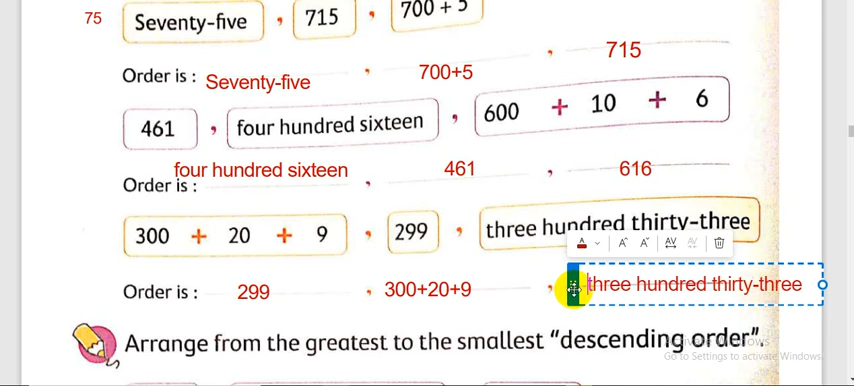 75 Seventy-five , 715 , 700 + 5
Order is : Seventy-five , 700+5 , 715
461 , four hundred sixteen , 600 + 10 + 6
Order is : four hundred sixteen , 461 , 616
300 + 20 + 9 , 299 , three hundred thirty-three
Order is : 299 , 300+20+9 , three hundred thirty-three
Arrange from the greatest to the smallest “descending order”.
Activate Windows
Go to Settings to activate Windows.